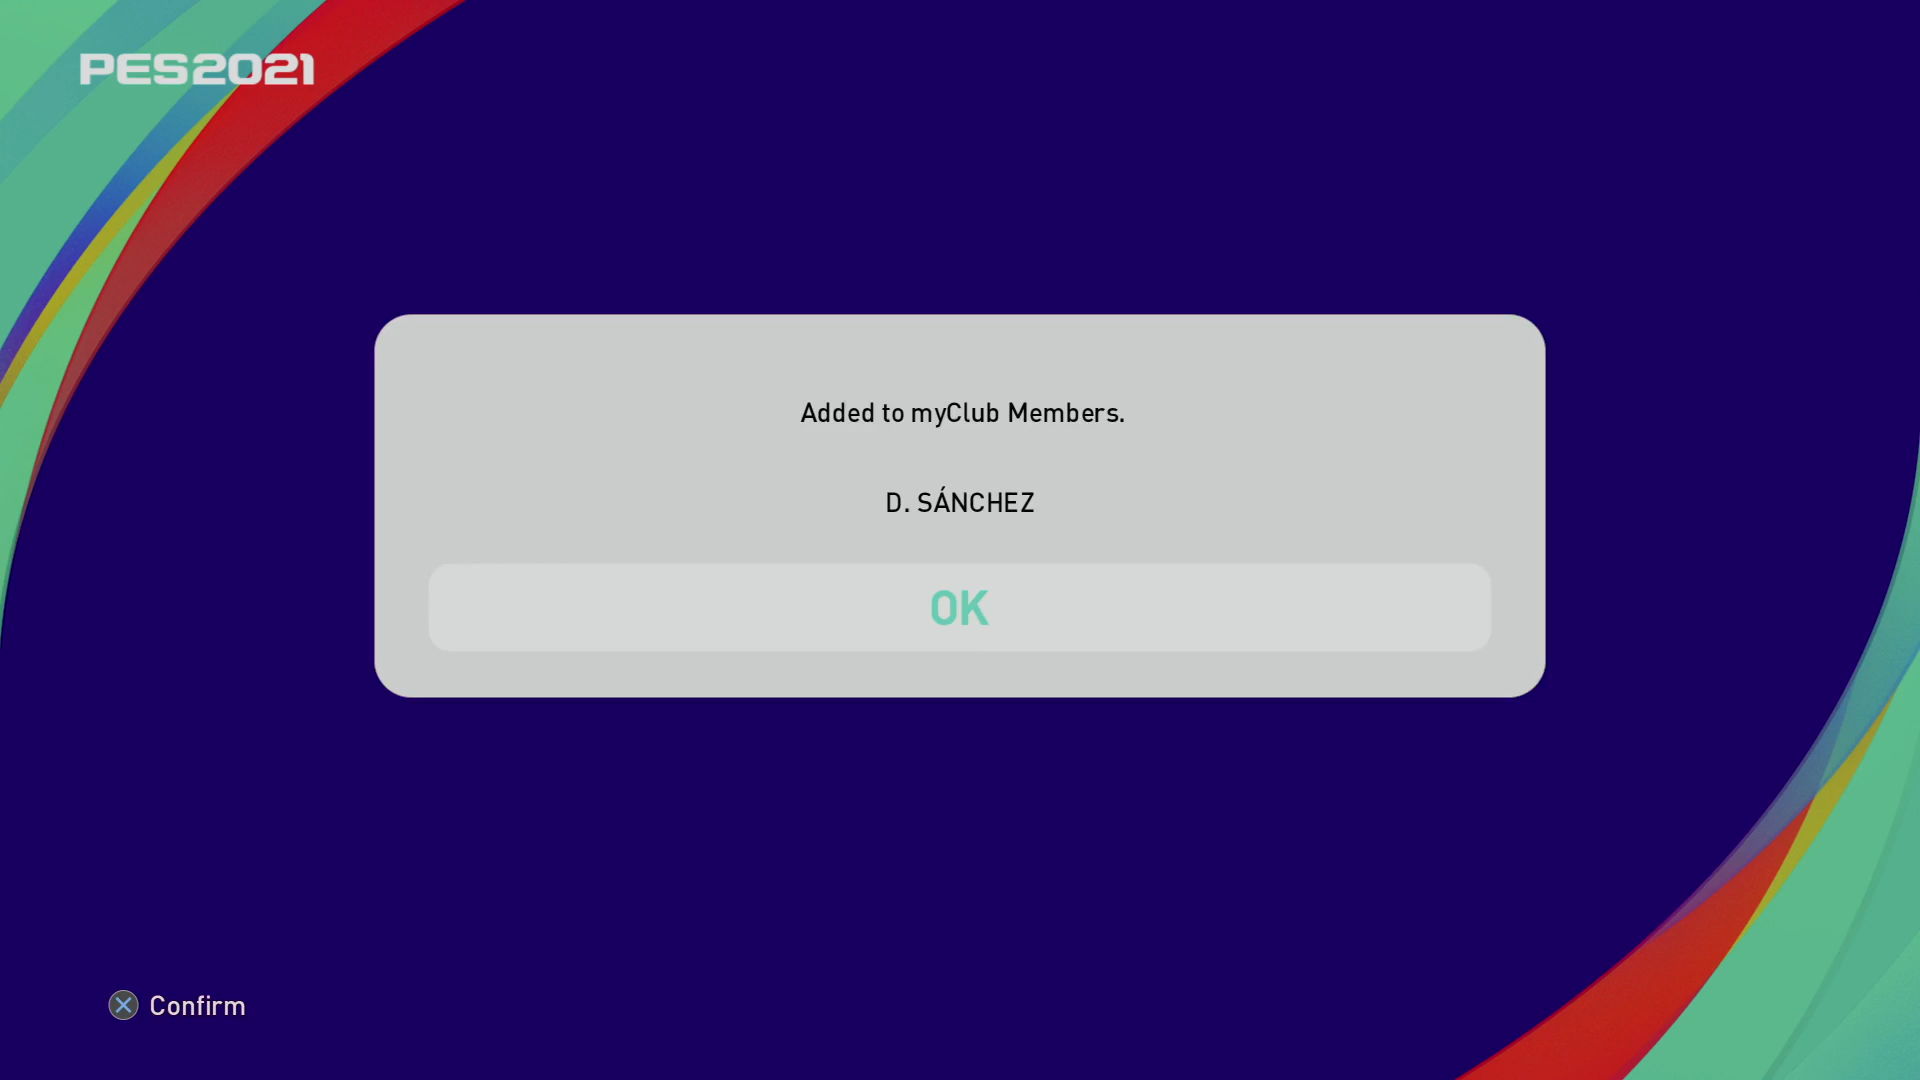 PES2021
Added to myClub Members.
D. SÁNCHEZ
OK
Confirm